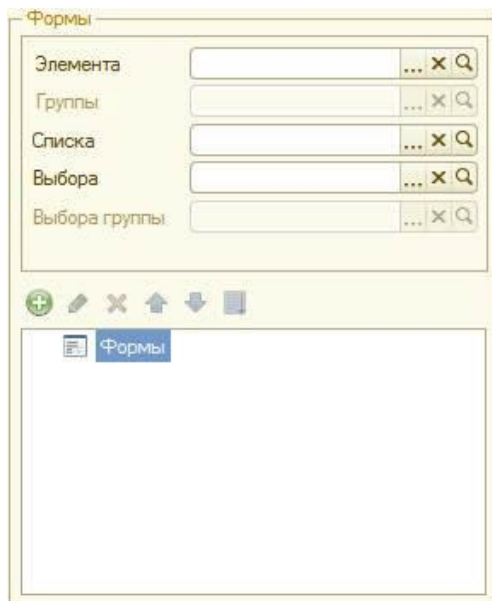 Формы
Элемента
Группы
Списка
Выбора
Выбора группы
Формы